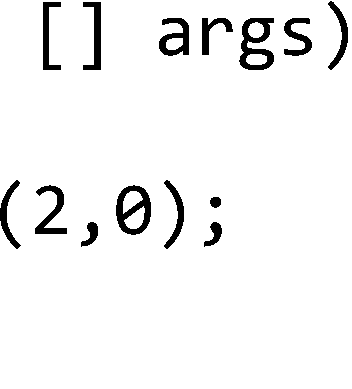 [] args)
(2,0);